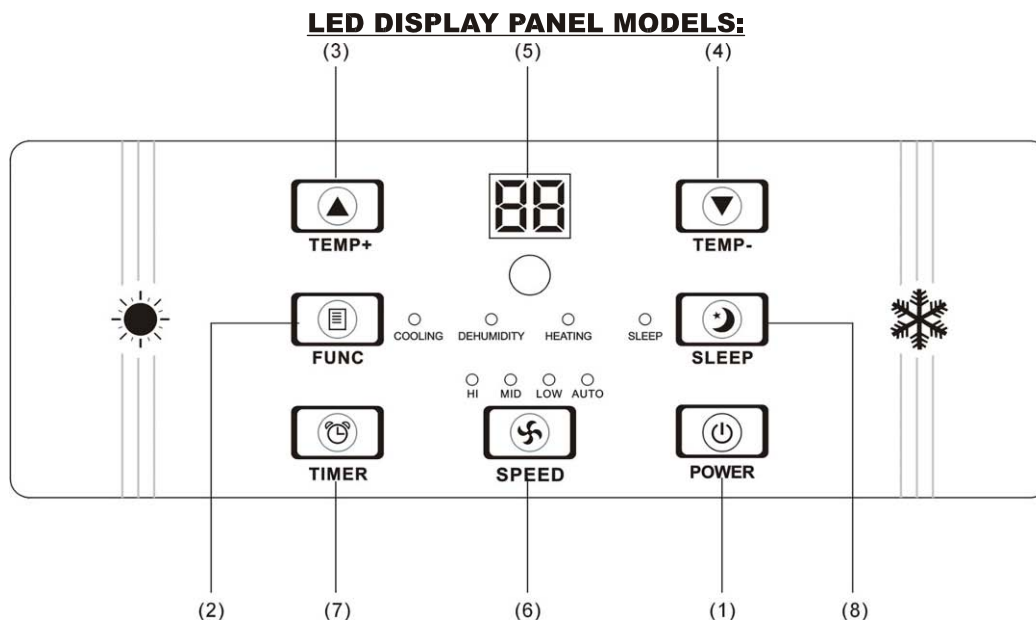 LED DISPLAY PANEL MODELS:
(3) (5) (4)
88
TEMP+ TEMP-
COOLING DEHUMIDITY HEATING SLEEP
FUNC SLEEP
HI MID LOW AUTO
TIMER SPEED POWER
(2) (7) (6) (1) (8)